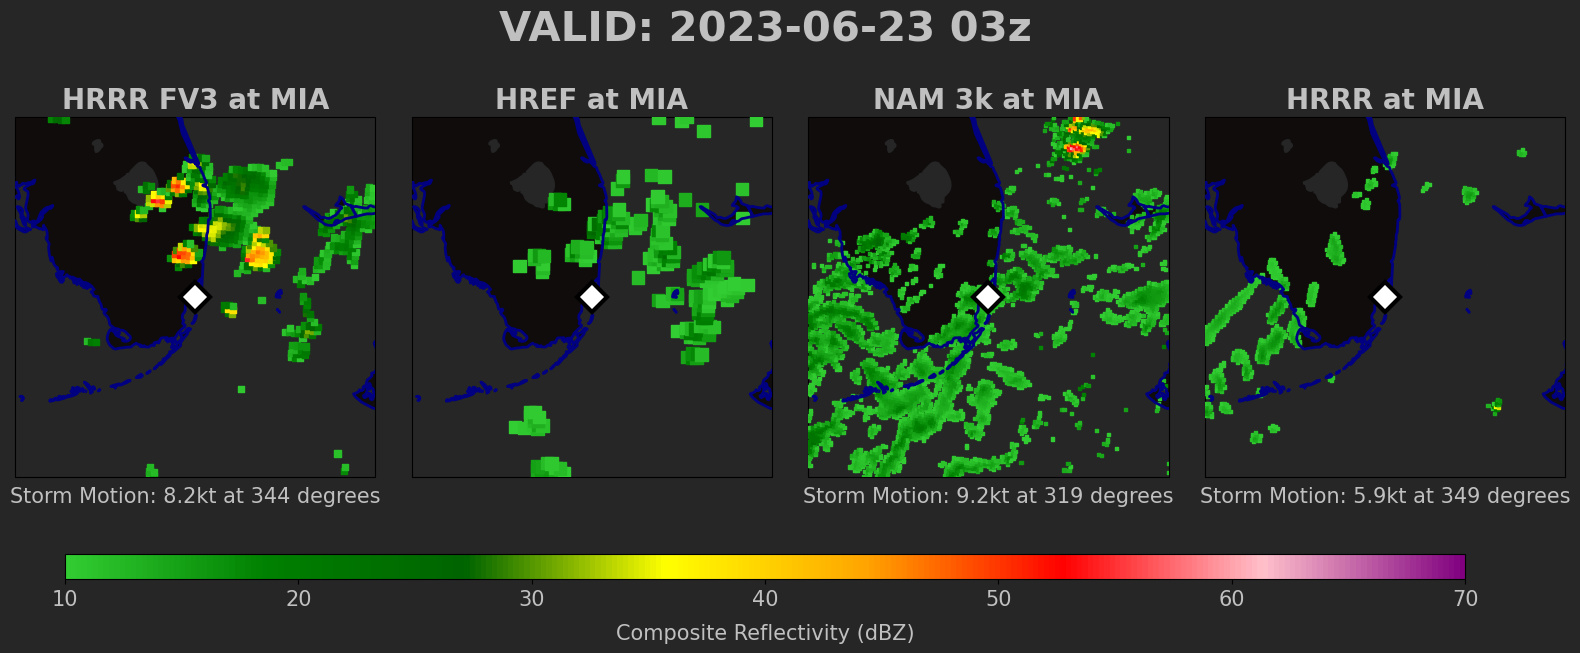 VALID: 2023-06-23 03z
HRRR FV3 at MIA
HREF at MIA
NAM 3k at MIA
HRRR at MIA
Storm Motion: 8.2kt at 344 degrees
Storm Motion: 9.2kt at 319 degrees
Storm Motion: 5.9kt at 349 degrees
10 20 30 40 50 60 70
Composite Reflectivity (dBZ)